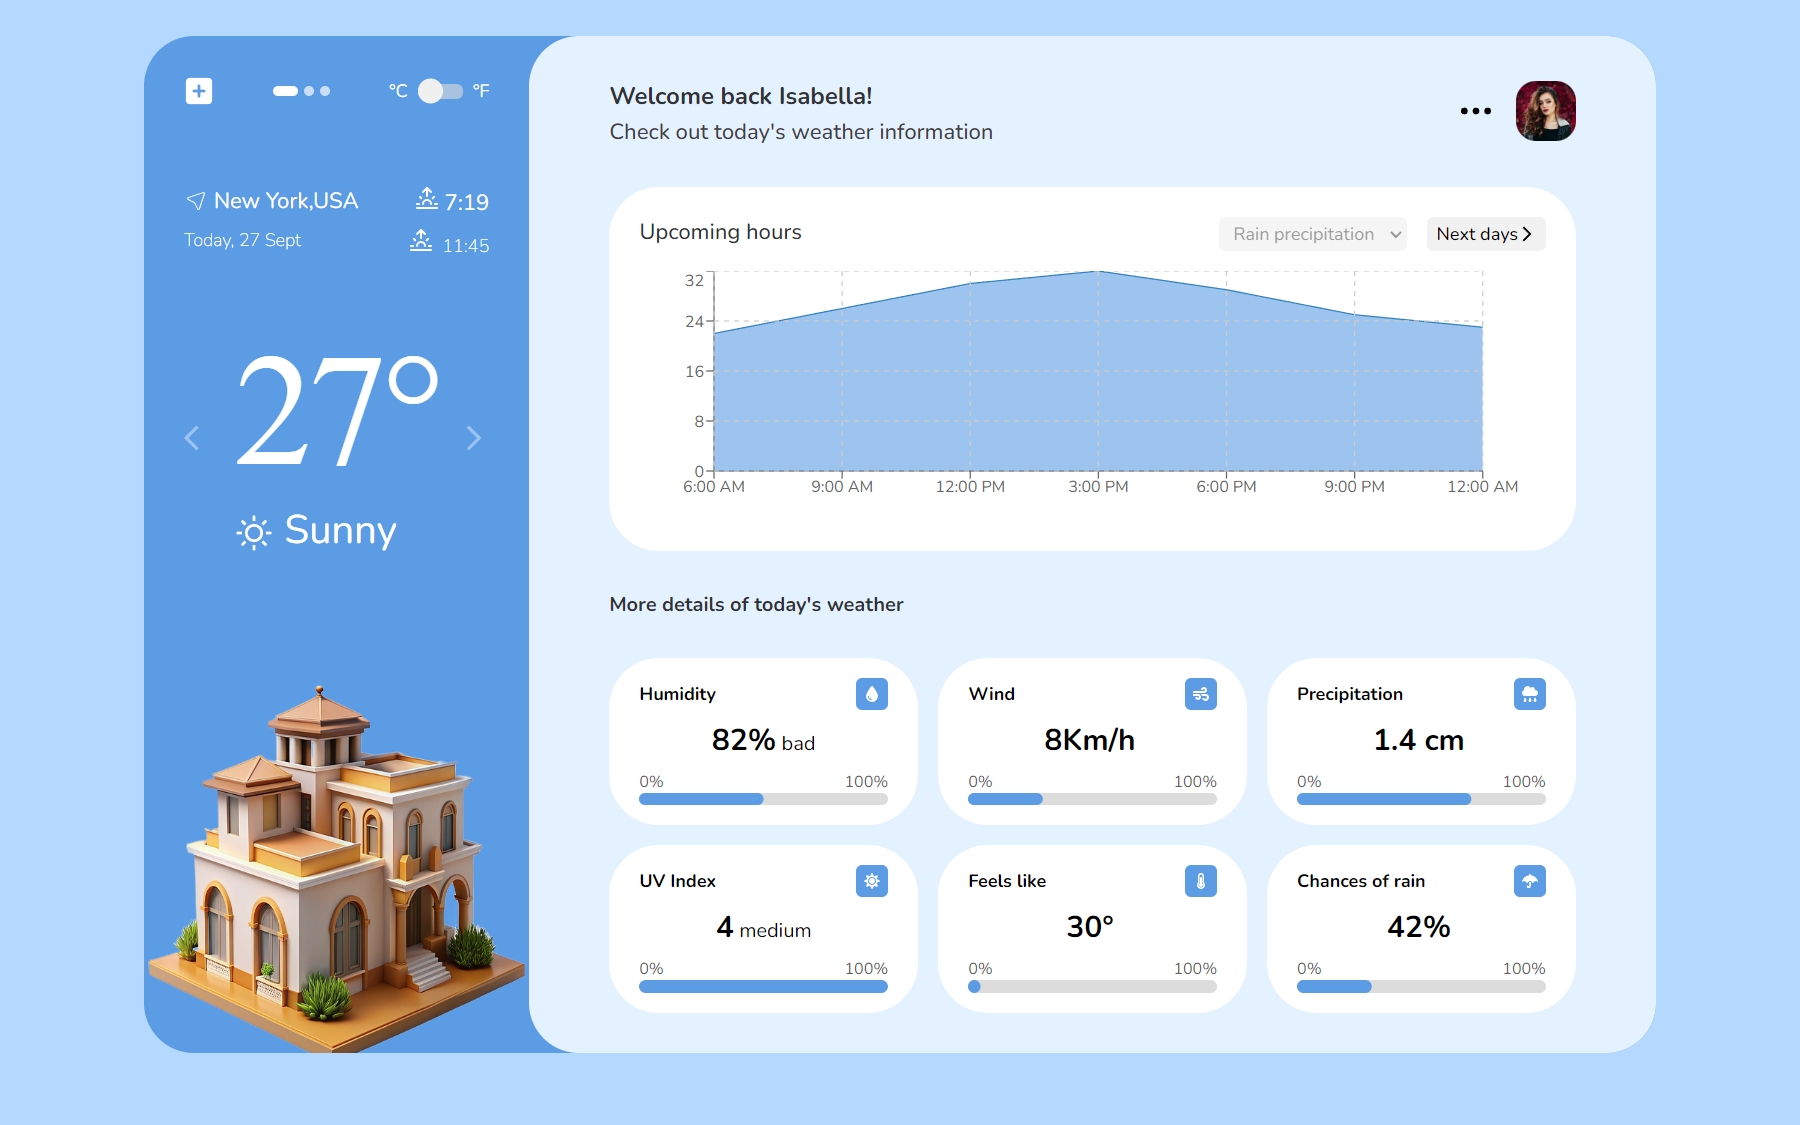 °C °F
New York,USA 7:19
Today, 27 Sept 11:45
27°
Sunny
Welcome back Isabella!
Check out today's weather information
Upcoming hours Rain precipitation Next days
32
24
16
8
0
6:00 AM 9:00 AM 12:00 PM 3:00 PM 6:00 PM 9:00 PM 12:00 AM
More details of today's weather
Humidity
82% bad
0% 100%
Wind
8Km/h
0% 100%
Precipitation
1.4 cm
0% 100%
UV Index
4 medium
0% 100%
Feels like
30°
0% 100%
Chances of rain
42%
0% 100%